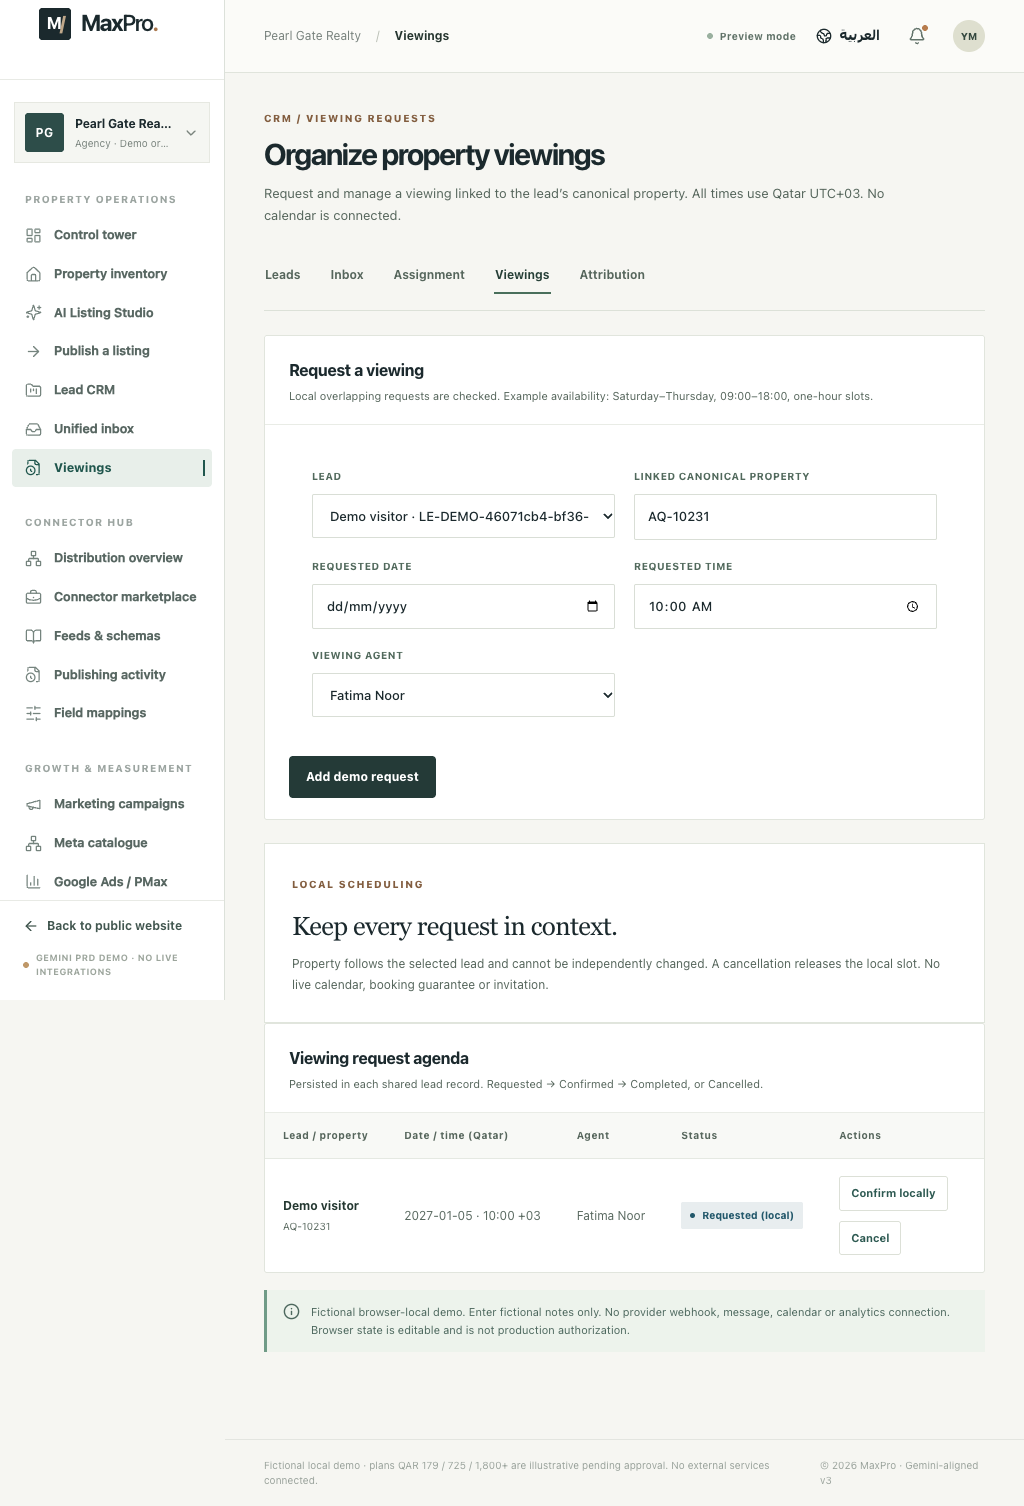 M/ MaxPro.
PG
Pearl Gate Rea...
Agency · Demo or...
PROPERTY OPERATIONS
Control tower
Property inventory
AI Listing Studio
Publish a listing
Lead CRM
Unified inbox
Viewings
CONNECTOR HUB
Distribution overview
Connector marketplace
Feeds & schemas
Publishing activity
Field mappings
GROWTH & MEASUREMENT
Marketing campaigns
Meta catalogue
Google Ads / PMax
Back to public website
GEMINI PRD DEMO · NO LIVE
INTEGRATIONS
Pearl Gate Realty / Viewings
Preview mode
العربية
YM
CRM / VIEWING REQUESTS
Organize property viewings
Request and manage a viewing linked to the lead's canonical property. All times use Qatar UTC+03. No
calendar is connected.
Leads Inbox Assignment Viewings Attribution
Request a viewing
Local overlapping requests are checked. Example availability: Saturday–Thursday, 09:00–18:00, one-hour slots.
LEAD LINKED CANONICAL PROPERTY
Demo visitor · LE-DEMO-46071cb4-bf36- AQ-10231
REQUESTED DATE REQUESTED TIME
dd/mm/yyyy 10:00 AM
VIEWING AGENT
Fatima Noor
Add demo request
LOCAL SCHEDULING
Keep every request in context.
Property follows the selected lead and cannot be independently changed. A cancellation releases the local slot. No
live calendar, booking guarantee or invitation.
Viewing request agenda
Persisted in each shared lead record. Requested → Confirmed → Completed, or Cancelled.
Lead / property Date / time (Qatar) Agent Status Actions
Demo visitor
AQ-10231
2027-01-05 · 10:00 +03
Fatima Noor
Requested (local)
Confirm locally
Cancel
Fictional browser-local demo. Enter fictional notes only. No provider webhook, message, calendar or analytics connection.
Browser state is editable and is not production authorization.
Fictional local demo · plans QAR 179 / 725 / 1,800+ are illustrative pending approval. No external services
connected.
© 2026 MaxPro · Gemini-aligned
v3